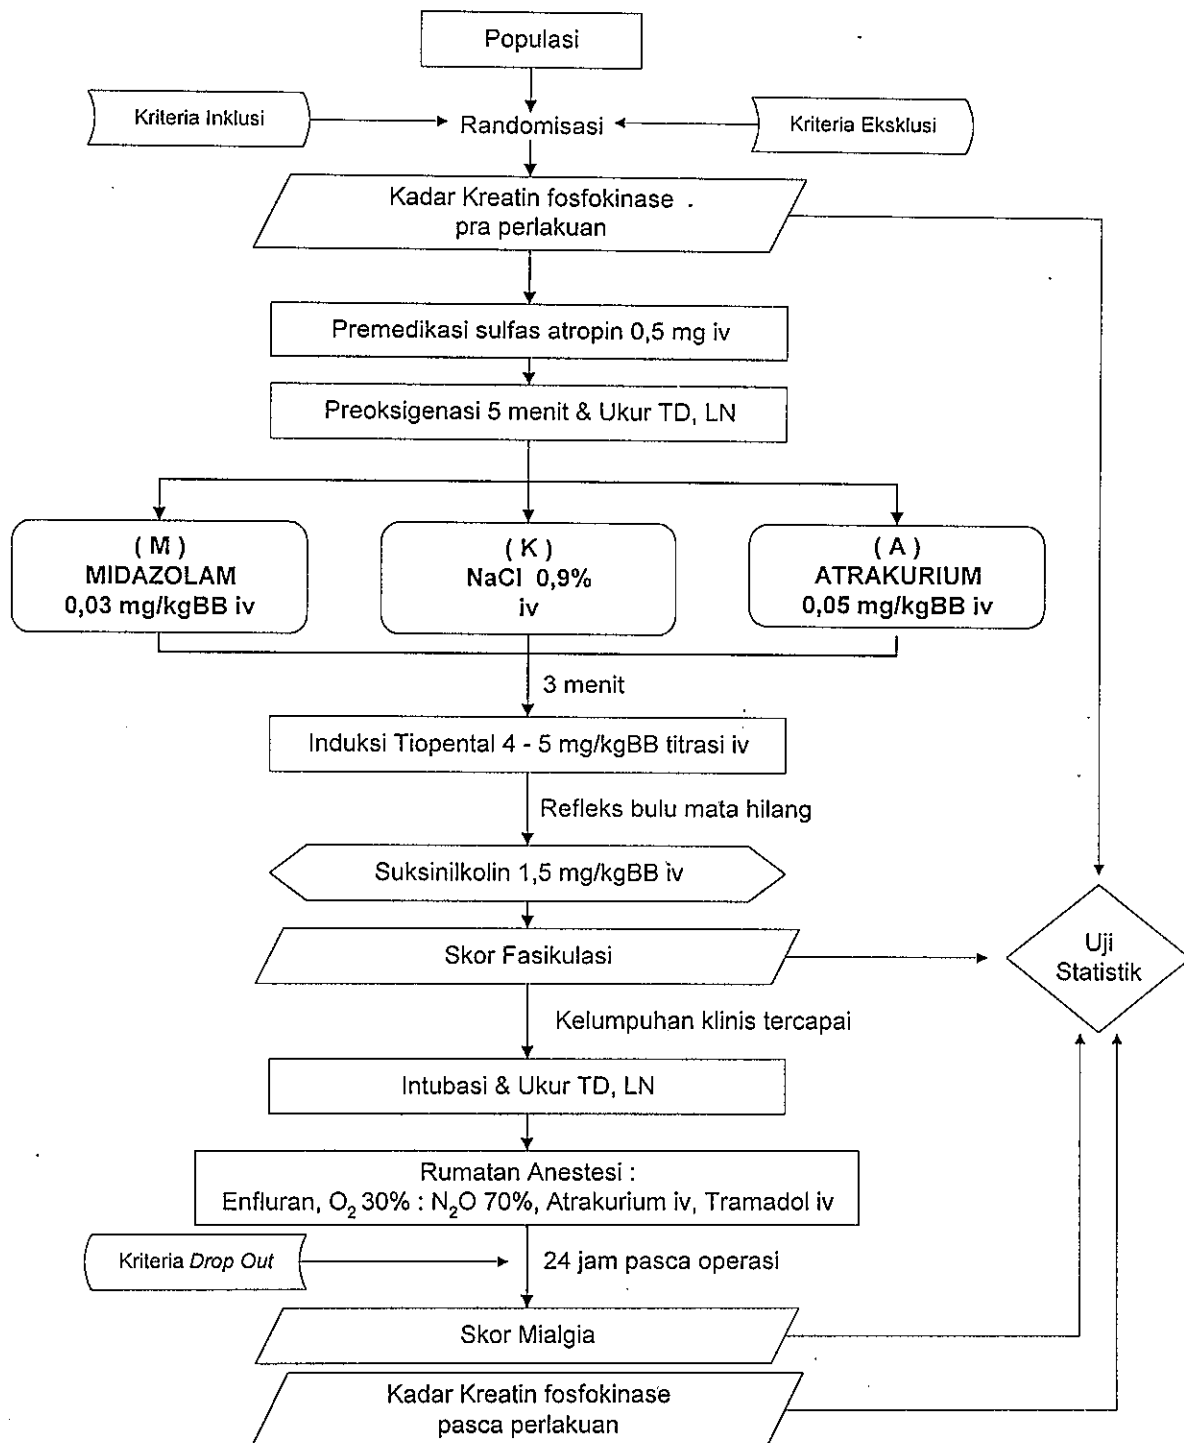 Populasi
Kriteria Inklusi
Randomisasi
Kriteria Eksklusi
Kadar Kreatin fosfokinase
pra perlakuan
Premedikasi sulfas atropin 0,5 mg iv
Preoksigenasi 5 menit & Ukur TD, LN
( M )
MIDAZOLAM
0,03 mg/kgBB iv
( K )
NaCl 0,9%
iv
( A )
ATRAKURIUM
0,05 mg/kgBB iv
3 menit
Induksi Tiopental 4 - 5 mg/kgBB titrasi iv
Refleks bulu mata hilang
Suksinilkolin 1,5 mg/kgBB iv
Skor Fasikulasi
Uji
Statistik
Kelumpuhan klinis tercapai
Intubasi & Ukur TD, LN
Rumatan Anestesi :
Enfluran, O₂ 30% : N₂O 70%, Atrakurium iv, Tramadol iv
Kriteria Drop Out
24 jam pasca operasi
Skor Mialgia
Kadar Kreatin fosfokinase
pasca perlakuan